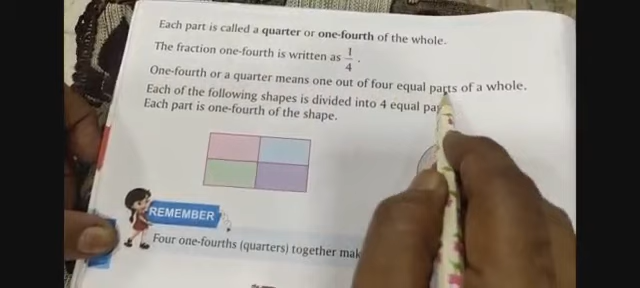 Each part is called a quarter or one-fourth of the whole.
The fraction one-fourth is written as 1/4.
One-fourth or a quarter means one out of four equal parts of a whole.
Each of the following shapes is divided into 4 equal
Each part is one-fourth of the shape.
REMEMBER
Four one-fourths (quarters) together